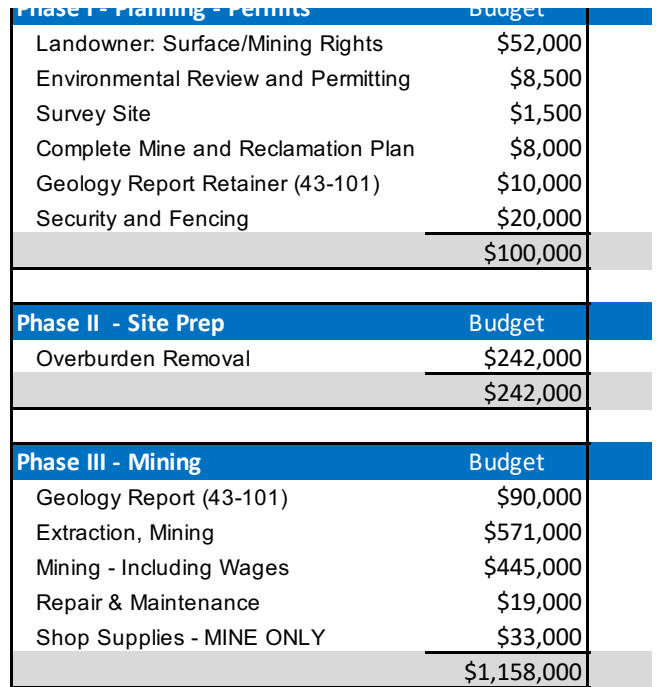 Phase I - Planning - Permits Budget
Landowner: Surface/Mining Rights $52,000
Environmental Review and Permitting $8,500
Survey Site $1,500
Complete Mine and Reclamation Plan $8,000
Geology Report Retainer (43-101) $10,000
Security and Fencing $20,000
$100,000
Phase II - Site Prep Budget
Overburden Removal $242,000
$242,000
Phase III - Mining Budget
Geology Report (43-101) $90,000
Extraction, Mining $571,000
Mining - Including Wages $445,000
Repair & Maintenance $19,000
Shop Supplies - MINE ONLY $33,000
$1,158,000